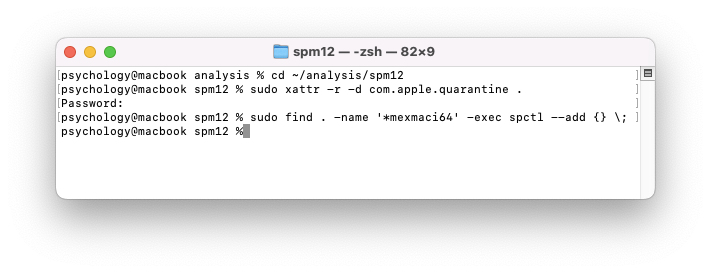 spm12 — -zsh — 82×9
[psychology@macbook analysis % cd ~/analysis/spm12 ]
[psychology@macbook spm12 % sudo xattr -r -d com.apple.quarantine . ]
[Password: ]
[psychology@macbook spm12 % sudo find . -name '*mexmaci64' -exec spctl --add {} \; ]
psychology@macbook spm12 %